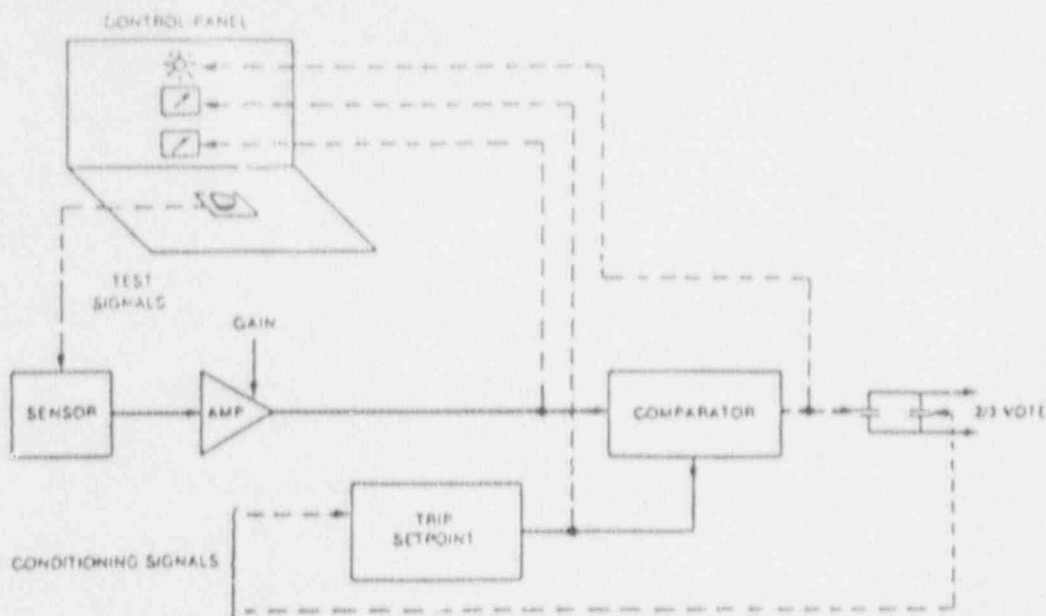 CONTROL PANEL
TEST
SIGNALS
GAIN
SENSOR
AMP
COMPARATOR
2/3 VOTE
TRIP
SETPOINT
CONDITIONING SIGNALS